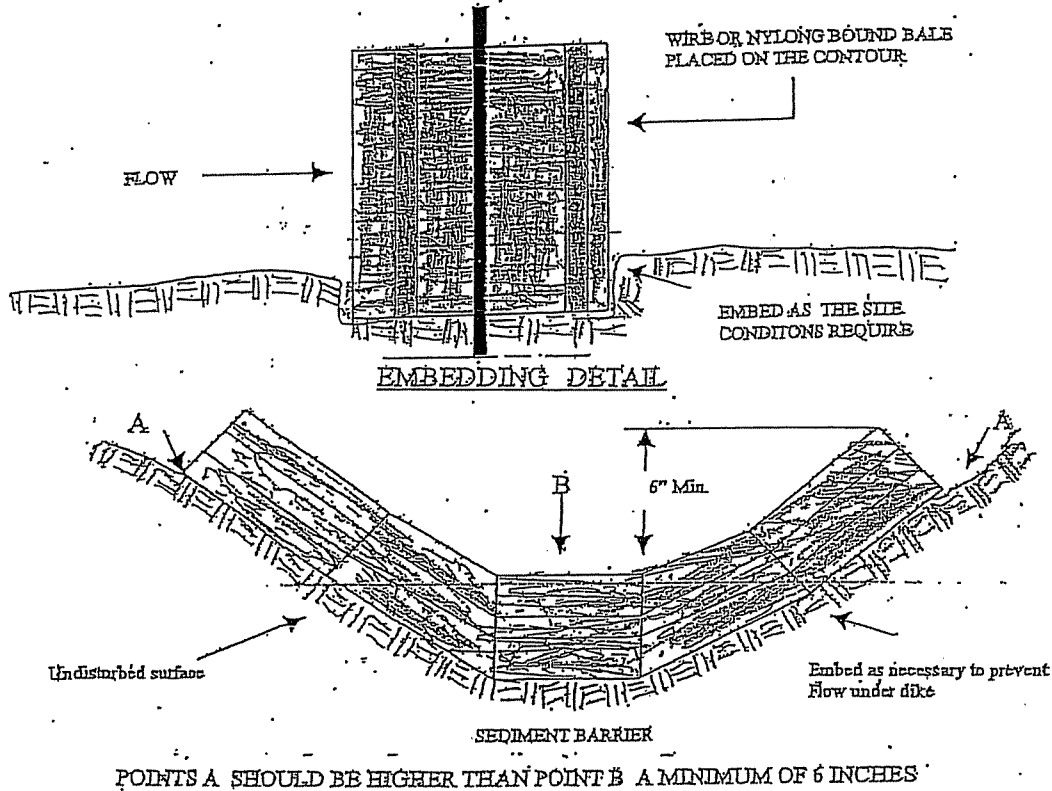 WIRE OR NYLONG BOUND BALE
PLACED ON THE CONTOUR
FLOW
EMBED AS THE SITE
CONDITONS REQUIRE
EMBEDDING DETAIL
A
A
B
6" Min.
Undisturbed surface
Embed as necessary to prevent
Flow under dike
SEDIMENT BARRIER
POINTS A SHOULD BE HIGHER THAN POINT B A MINIMUM OF 6 INCHES